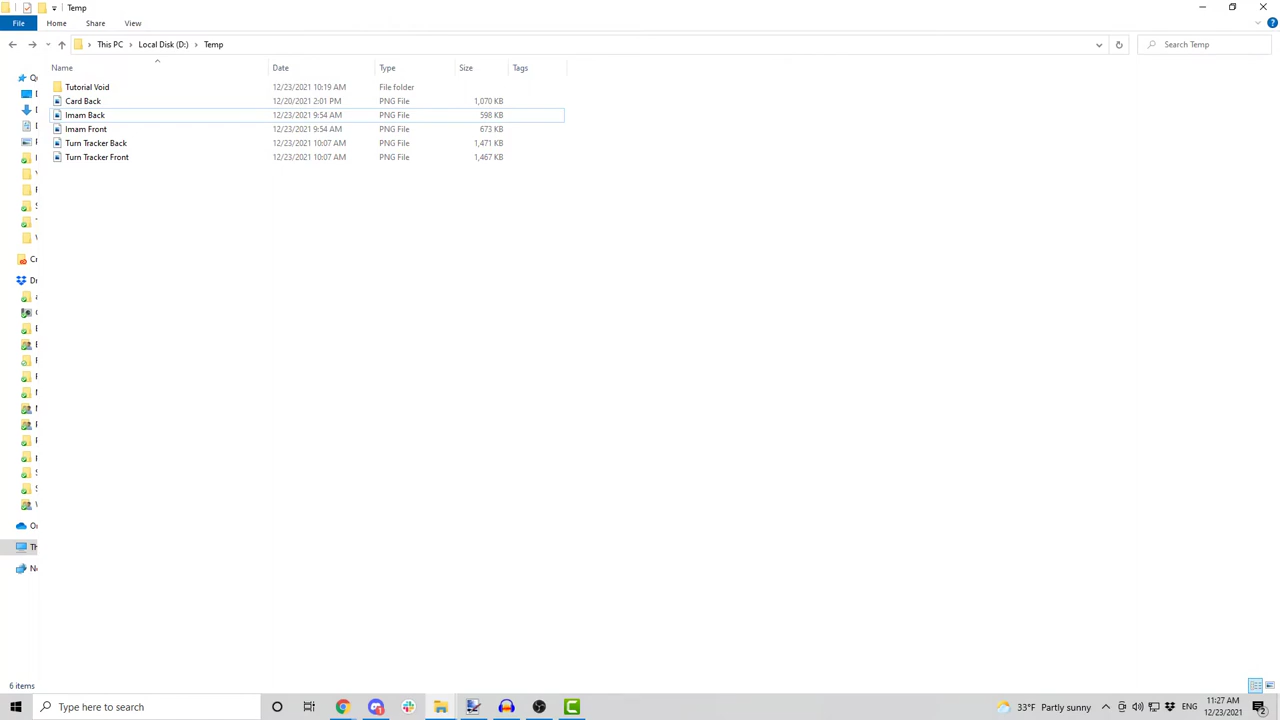 Temp
File Home Share View
This PC Local Disk (D:) Temp Search Temp
Name Date Type Size Tags
Tutorial Void 12/23/2021 10:19 AM File folder
Card Back 12/20/2021 2:01 PM PNG File 1,070 KB
Imam Back 12/23/2021 9:54 AM PNG File 598 KB
Imam Front 12/23/2021 9:54 AM PNG File 673 KB
Turn Tracker Back 12/23/2021 10:07 AM PNG File 1,471 KB
Turn Tracker Front 12/23/2021 10:07 AM PNG File 1,467 KB
6 items
Type here to search 33°F Partly sunny ENG 11:27 AM
12/23/2021